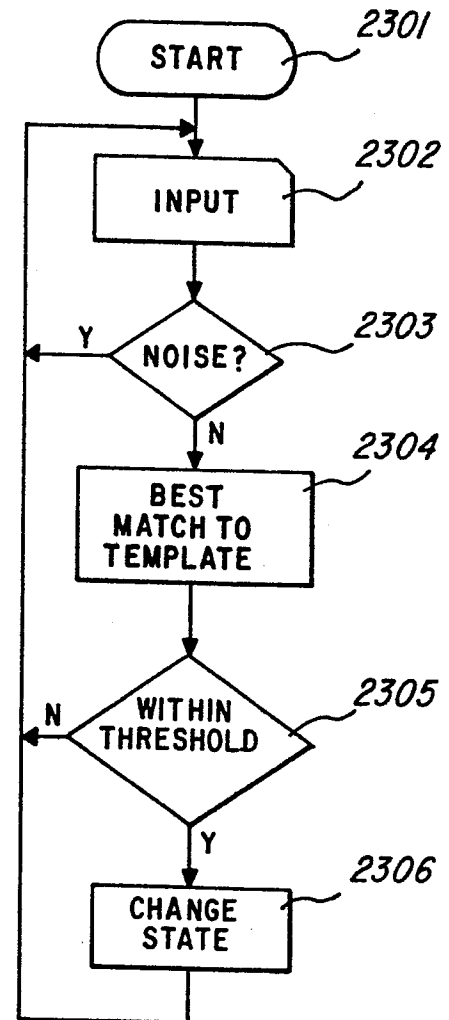 2301
START
2302
INPUT
2303
Y
NOISE?
N
2304
BEST
MATCH TO
TEMPLATE
2305
N
WITHIN
THRESHOLD
Y
2306
CHANGE
STATE